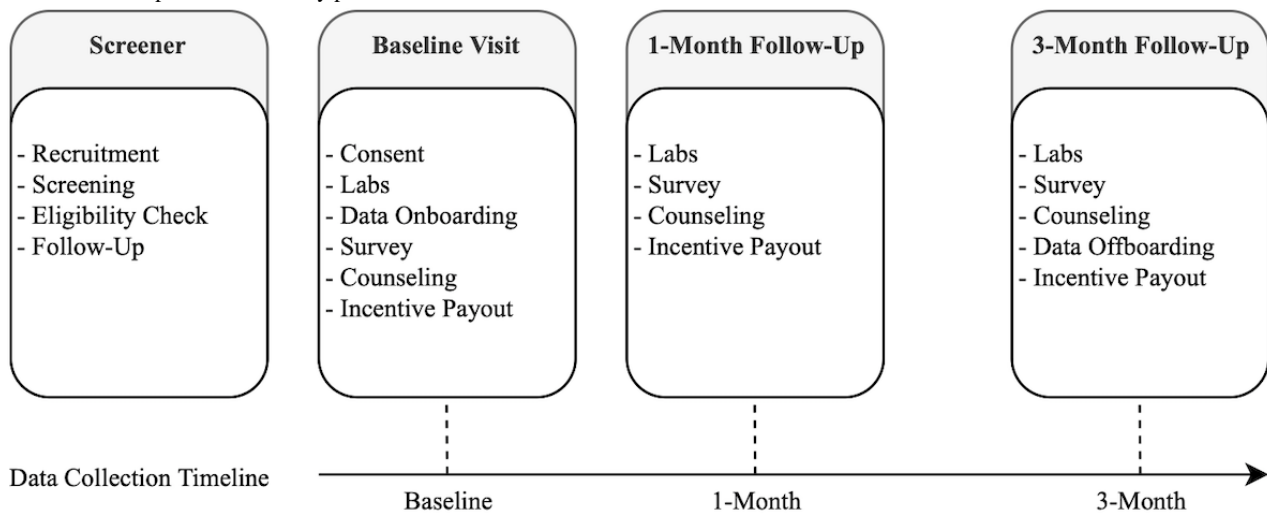 Screener
- Recruitment
- Screening
- Eligibility Check
- Follow-Up
Baseline Visit
- Consent
- Labs
- Data Onboarding
- Survey
- Counseling
- Incentive Payout
1-Month Follow-Up
- Labs
- Survey
- Counseling
- Incentive Payout
3-Month Follow-Up
- Labs
- Survey
- Counseling
- Data Offboarding
- Incentive Payout
Data Collection Timeline
Baseline
1-Month
3-Month